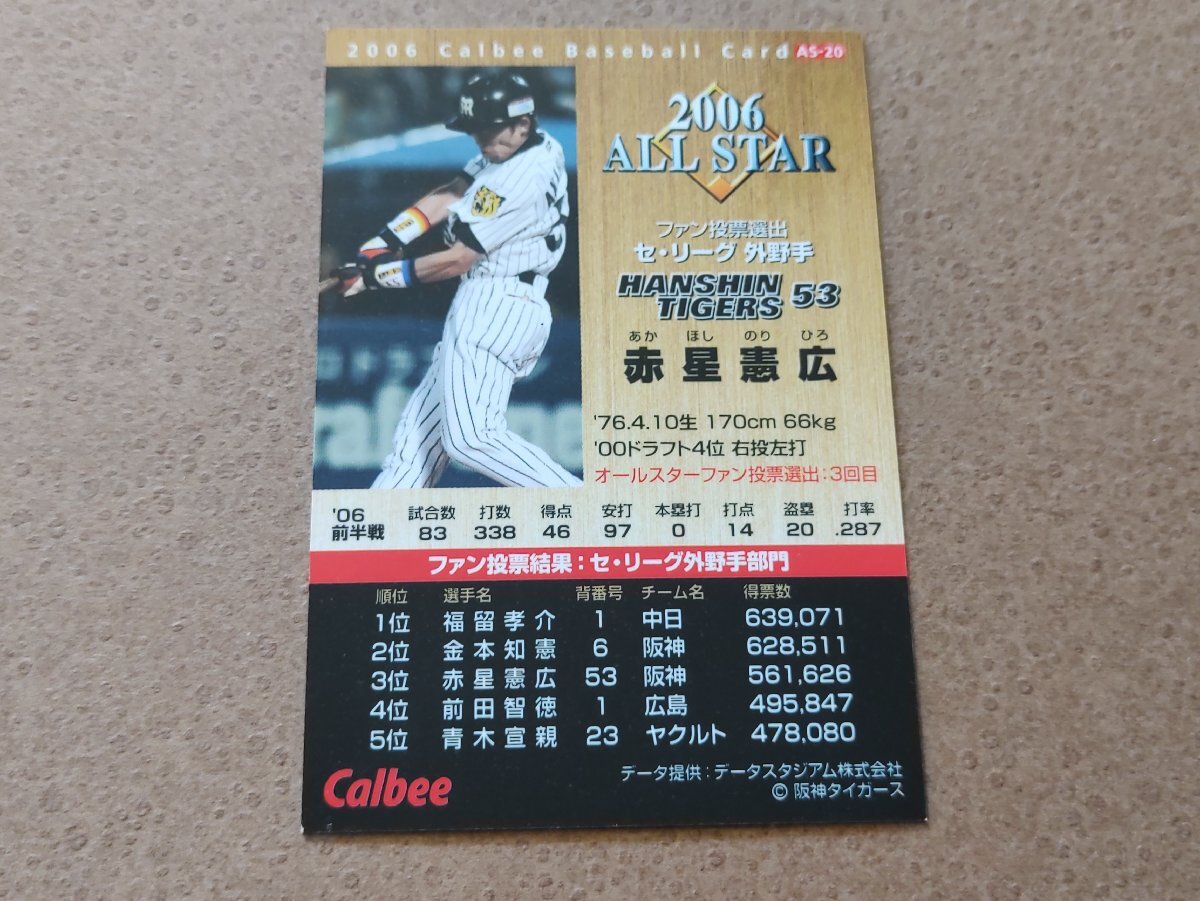 2006 Calbee Baseball Card AS-20
2006
ALL STAR
ファン投票選出
セ・リーグ 外野手
HANSHIN
TIGERS 53
あか ほし のり ひろ
赤星憲広
'76.4.10生 170cm 66kg
'00ドラフト4位 右投左打
オールスターファン投票選出:3回目
'06 試合数 打数 得点 安打 本塁打 打点 盗塁 打率
前半戦 83 338 46 97 0 14 20 .287
ファン投票結果:セ・リーグ外野手部門
順位 選手名 背番号 チーム名 得票数
1位 福留孝介 1 中日 639,071
2位 金本知憲 6 阪神 628,511
3位 赤星憲広 53 阪神 561,626
4位 前田智徳 1 広島 495,847
5位 青木宣親 23 ヤクルト 478,080
Calbee
データ提供:データスタジアム株式会社
© 阪神タイガース